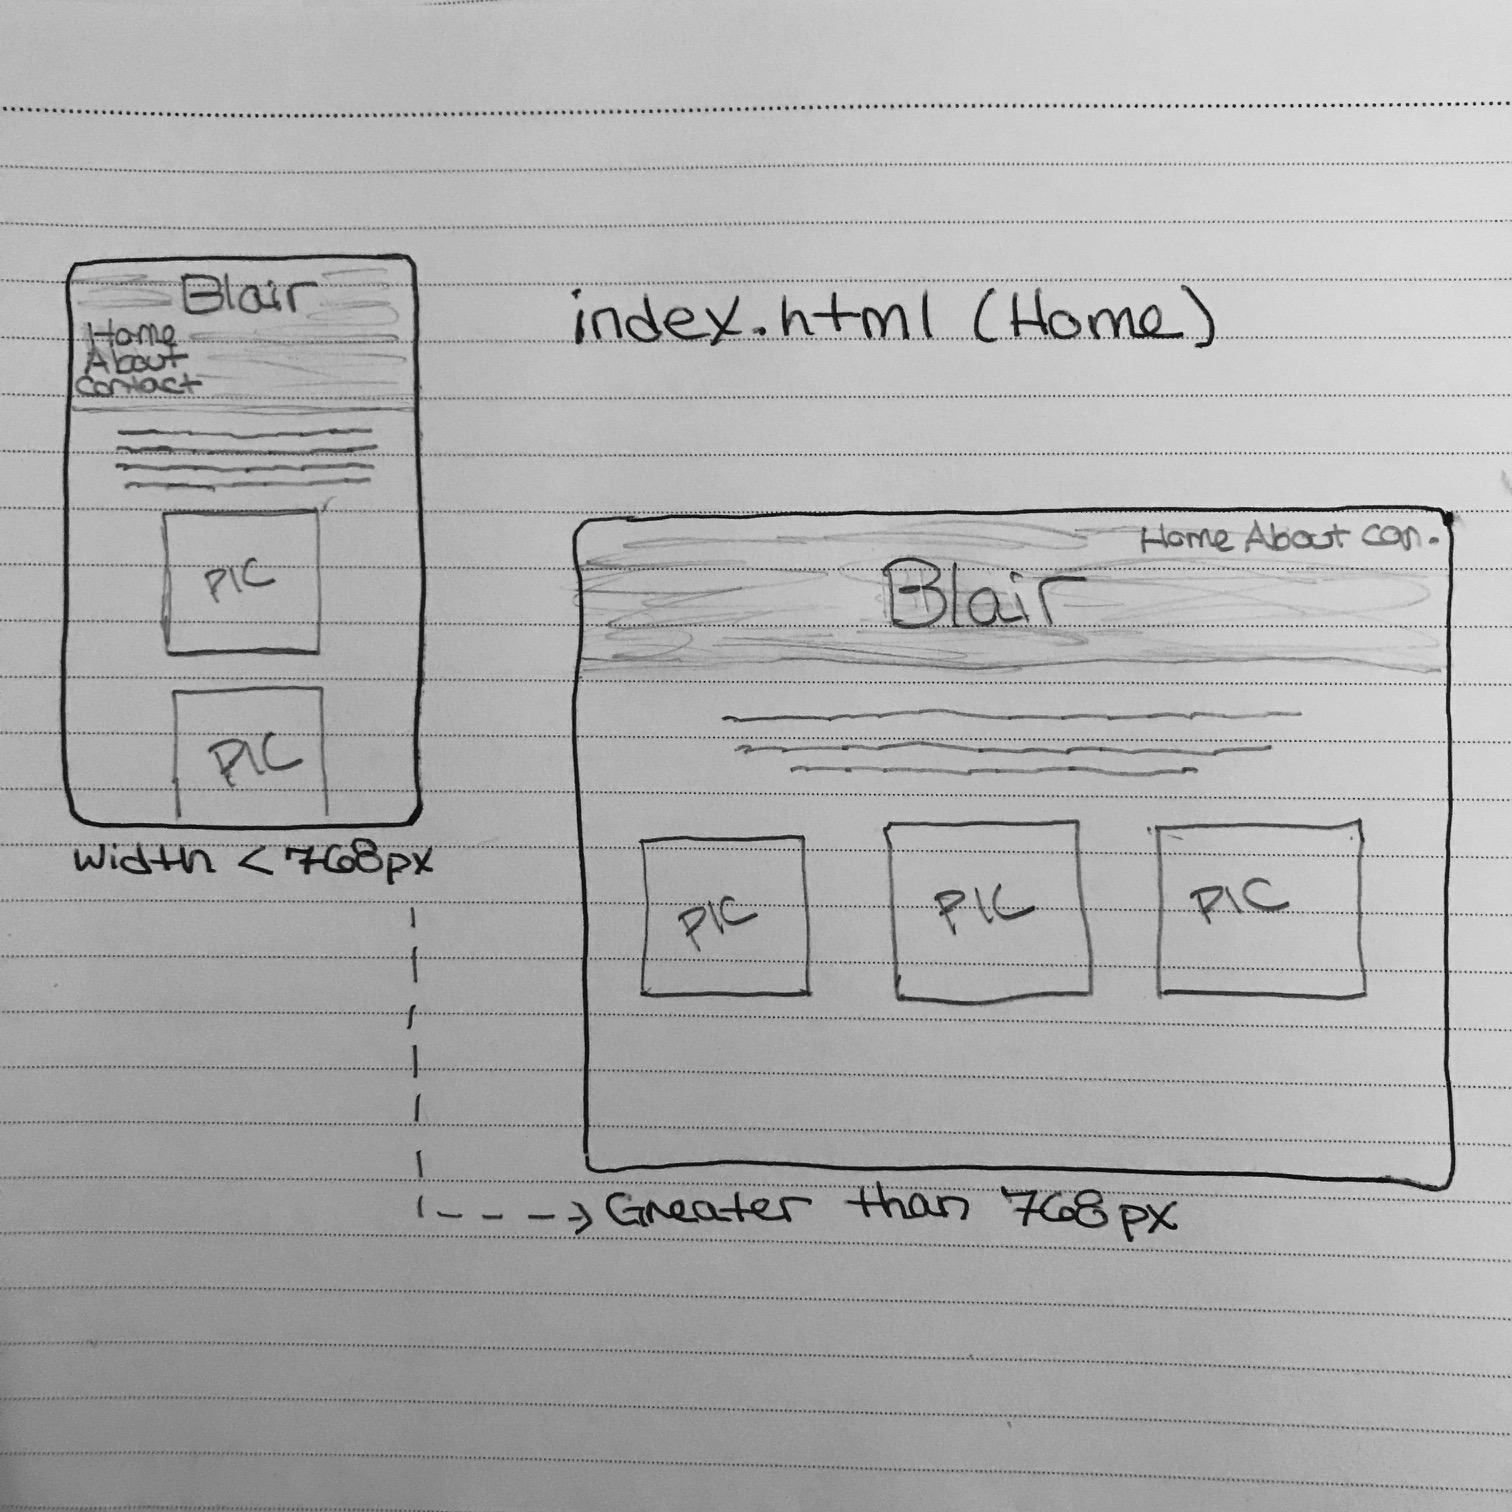 Blair
Home
About
Contact
PIC
PIC
width < 768px
index.html (Home)
Home About con.
Blair
PIC
PIC
PIC
Greater than 768px